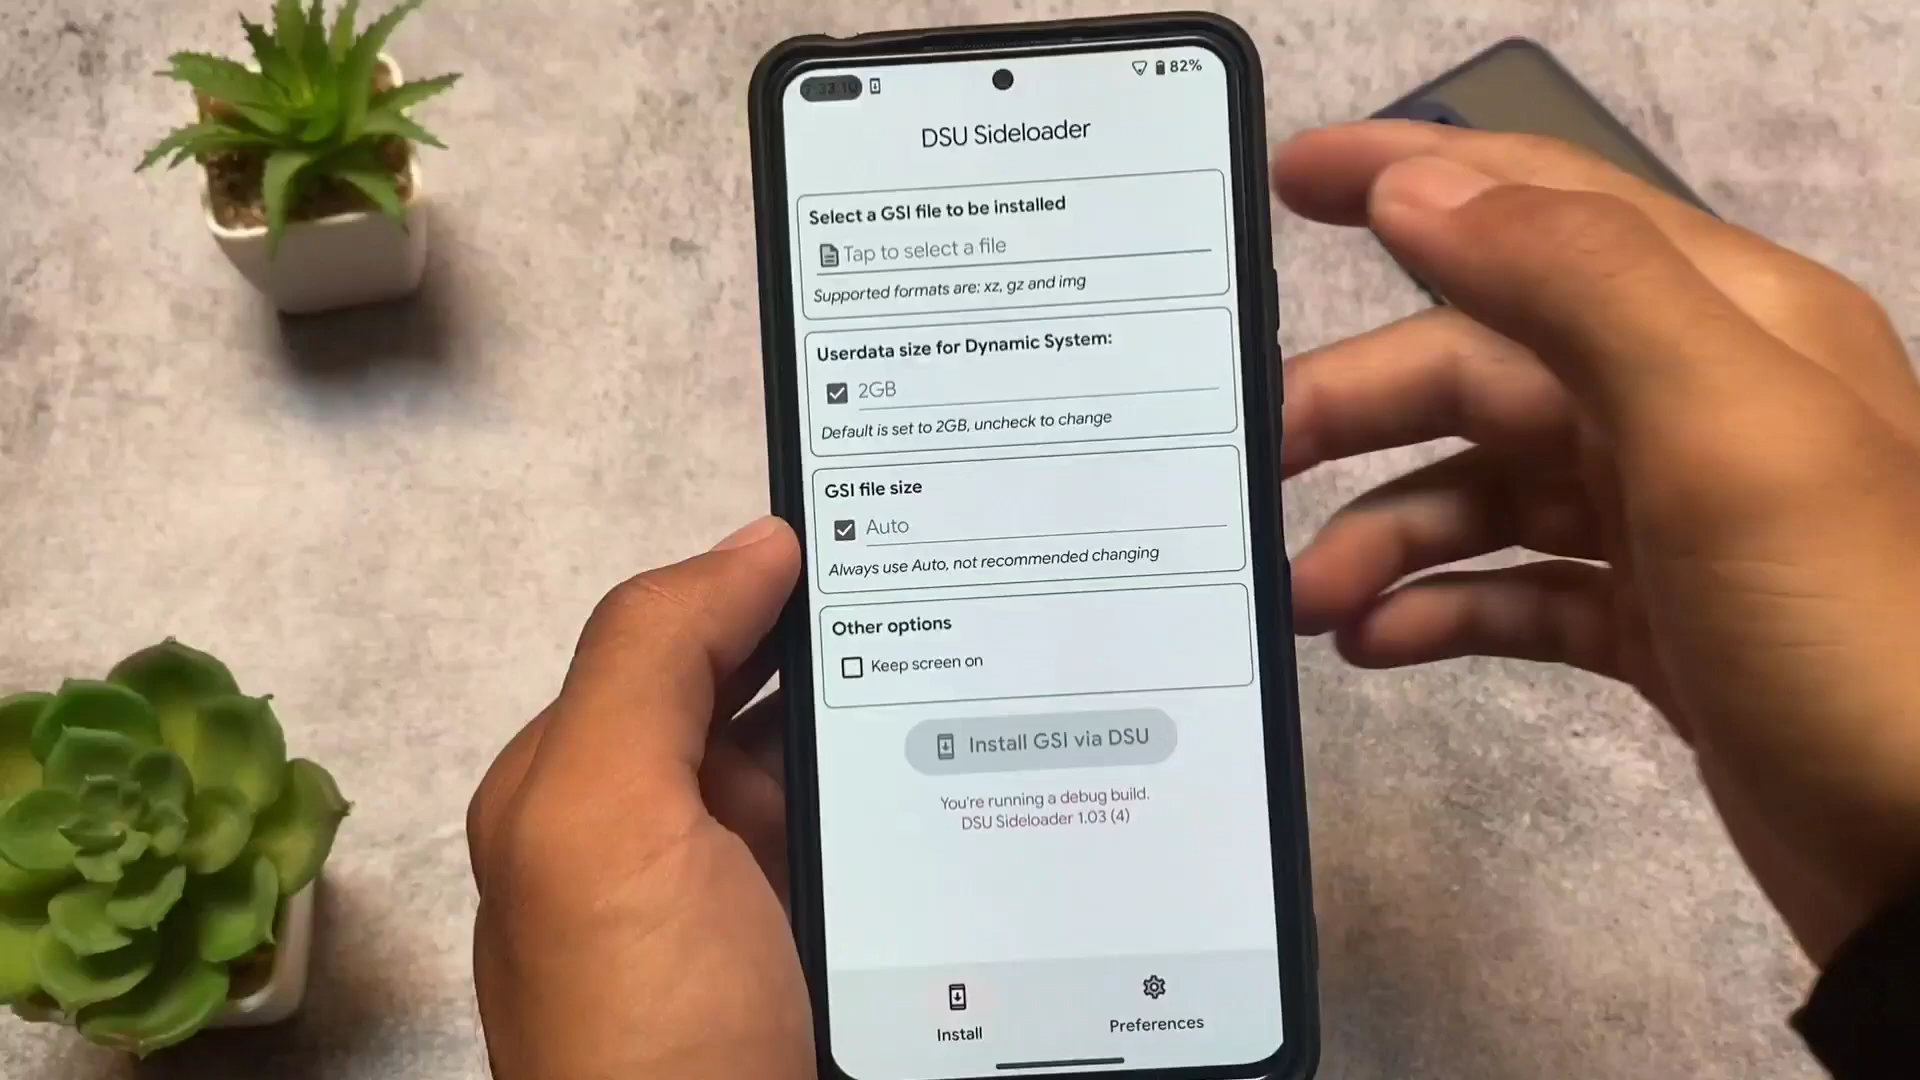 7:33:10
82%
DSU Sideloader
Select a GSI file to be installed
Tap to select a file
Supported formats are: xz, gz and img
Userdata size for Dynamic System:
2GB
Default is set to 2GB, uncheck to change
GSI file size
Auto
Always use Auto, not recommended changing
Other options
Keep screen on
Install GSI via DSU
You're running a debug build.
DSU Sideloader 1.03 (4)
Install
Preferences